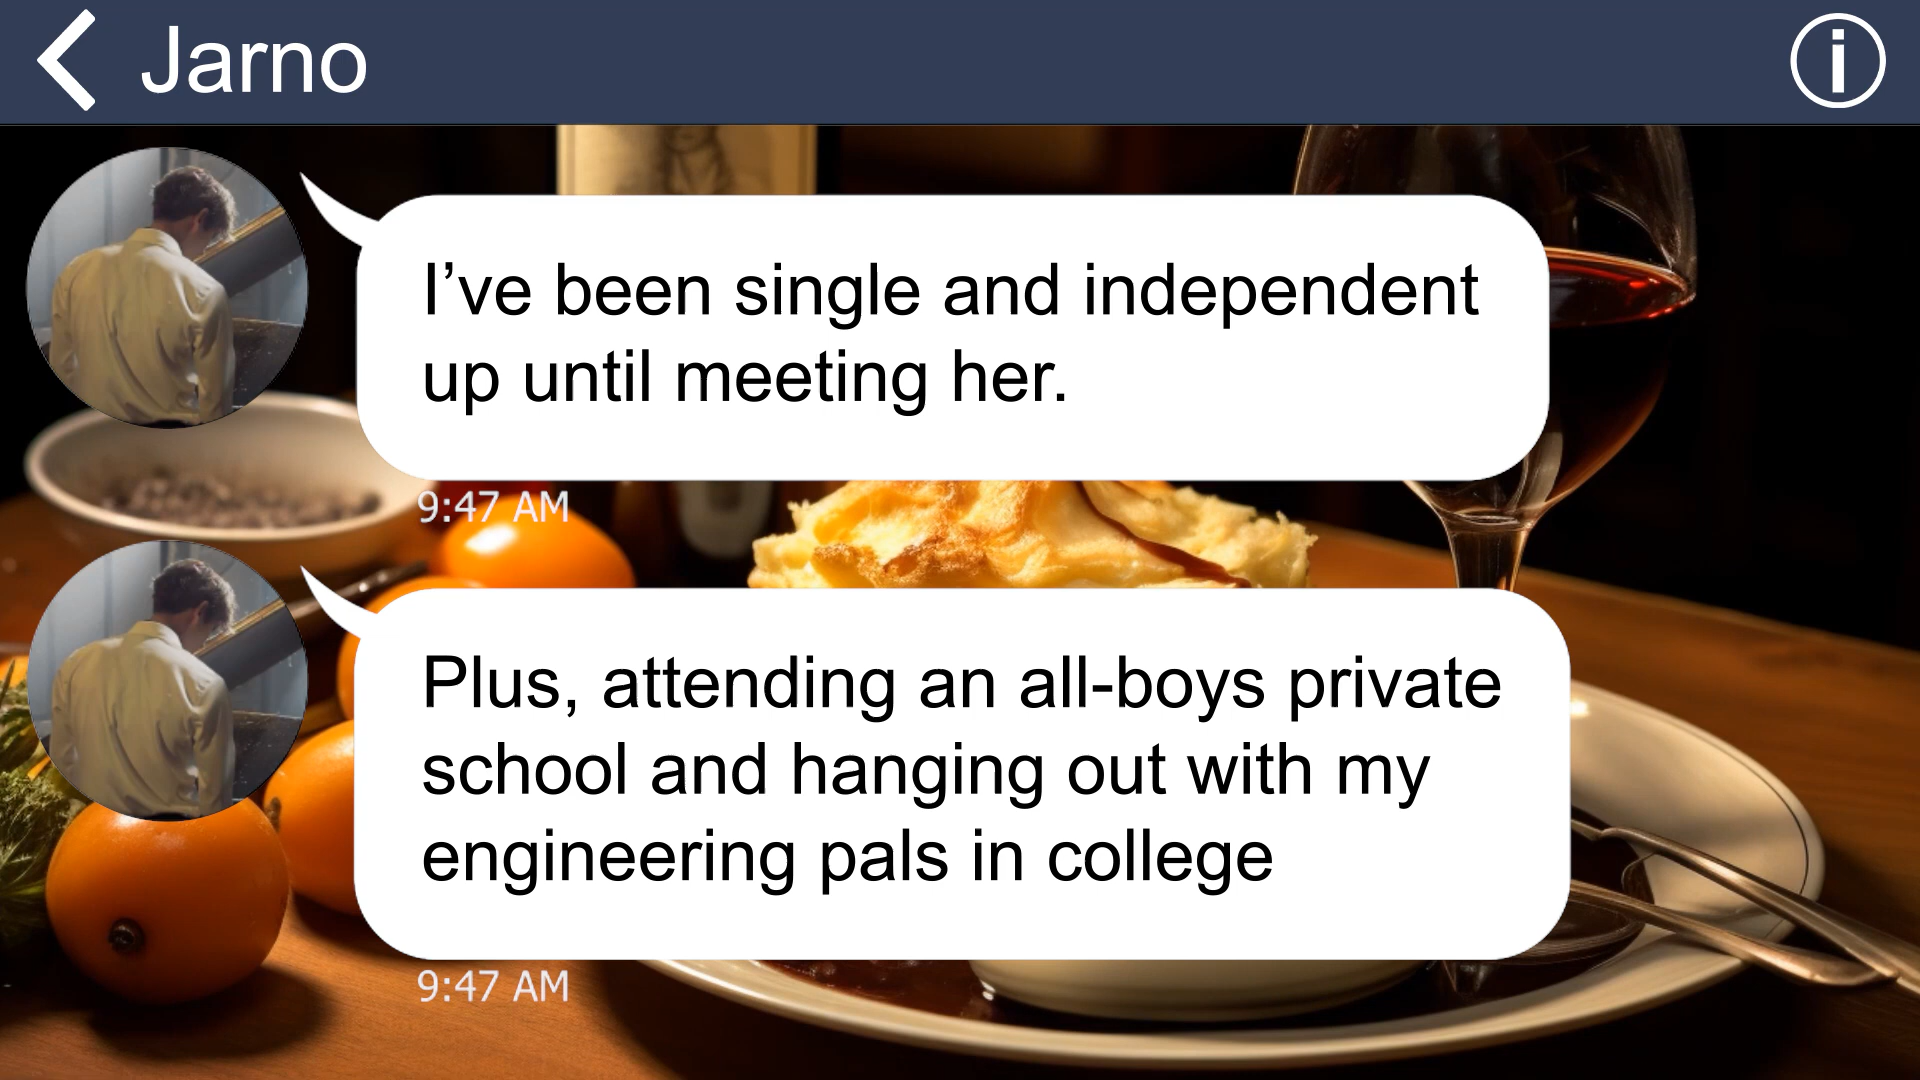 Jarno
I’ve been single and independent
up until meeting her.
9:47 AM
Plus, attending an all-boys private
school and hanging out with my
engineering pals in college
9:47 AM